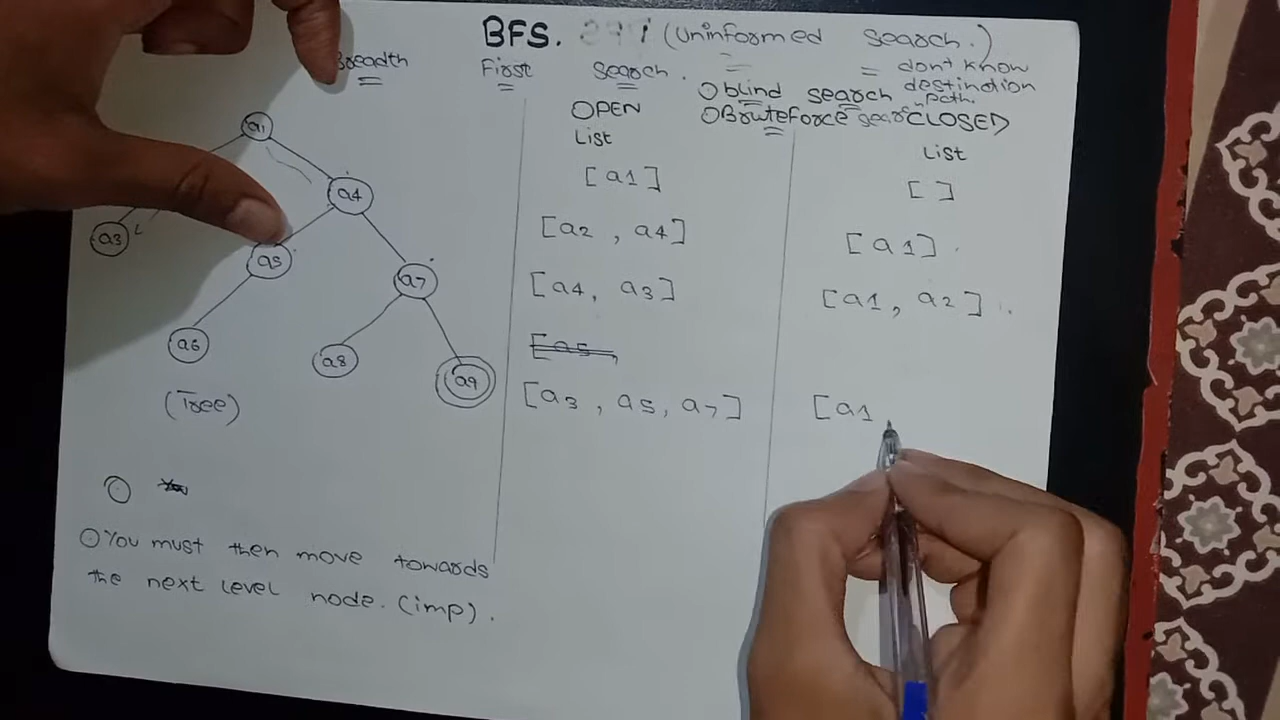 BFS. (Uninformed search.)
Breadth First Search.
= don't know
destination
path.
O blind search
O Bruteforce search
a1
a4
a3
a5
a7
a6
a8
a9
(Tree)
OPEN
List
[a1]
[a2, a4]
[a4, a3]
[a5,
[a3, a5, a7]
CLOSED
List
[ ]
[a1].
[a1, a2].
[a1,
O You must then move towards
the next level node. (imp).